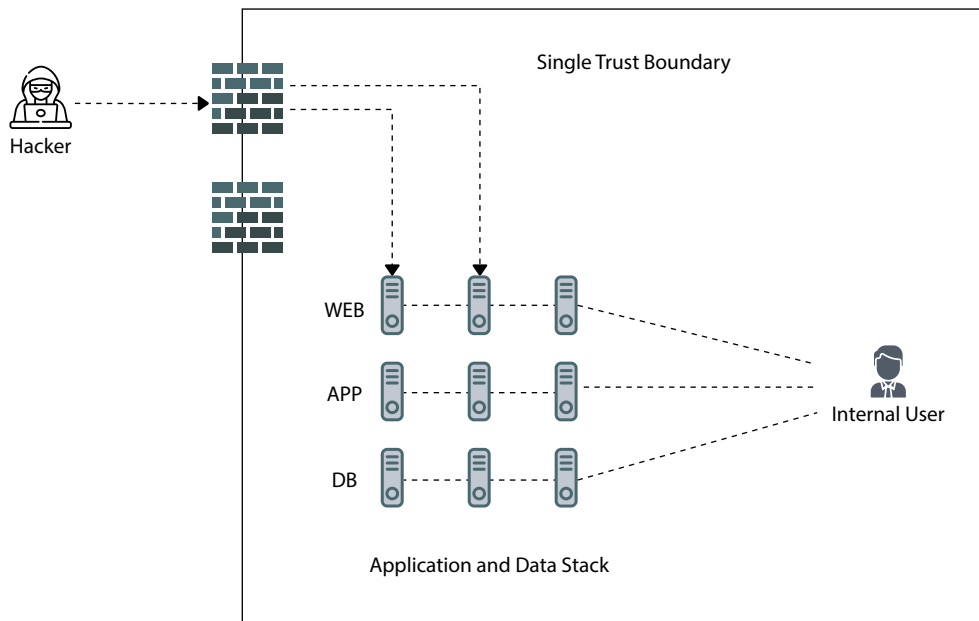 Single Trust Boundary
Hacker
WEB
APP
Internal User
DB
Application and Data Stack